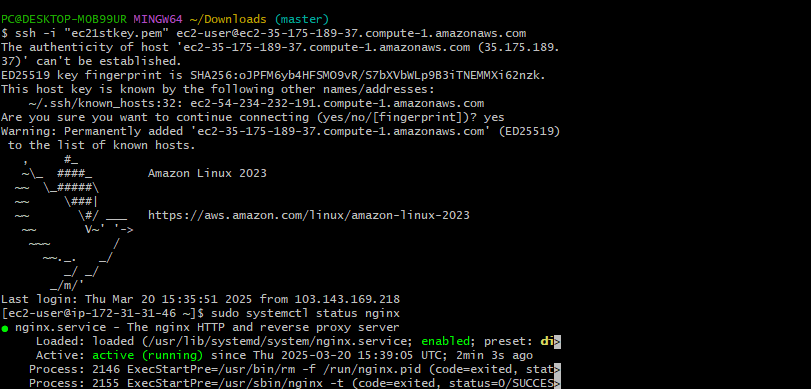 PC@DESKTOP-MOB99UR MINGW64 ~/Downloads (master)
$ ssh -i "ec21stkey.pem" ec2-user@ec2-35-175-189-37.compute-1.amazonaws.com
The authenticity of host 'ec2-35-175-189-37.compute-1.amazonaws.com (35.175.189.
37)' can't be established.
ED25519 key fingerprint is SHA256:oJPFM6yb4HFSMO9vR/S7bXVbWLp9B3iTNEMMXi62nzk.
This host key is known by the following other names/addresses:
    ~/.ssh/known_hosts:32: ec2-54-234-232-191.compute-1.amazonaws.com
Are you sure you want to continue connecting (yes/no/[fingerprint])? yes
Warning: Permanently added 'ec2-35-175-189-37.compute-1.amazonaws.com' (ED25519)
 to the list of known hosts.
   ,     #_
   ~\_  ####_        Amazon Linux 2023
  ~~  \_#####\
  ~~     \###|
  ~~       \#/ ___   https://aws.amazon.com/linux/amazon-linux-2023
   ~~       V~' '->
    ~~~         /
      ~~._.   _/
         _/ _/
       _/m/'
Last login: Thu Mar 20 15:35:51 2025 from 103.143.169.218
[ec2-user@ip-172-31-31-46 ~]$ sudo systemctl status nginx
● nginx.service - The nginx HTTP and reverse proxy server
     Loaded: loaded (/usr/lib/systemd/system/nginx.service; enabled; preset: di>
     Active: active (running) since Thu 2025-03-20 15:39:05 UTC; 2min 3s ago
    Process: 2146 ExecStartPre=/usr/bin/rm -f /run/nginx.pid (code=exited, stat>
    Process: 2155 ExecStartPre=/usr/sbin/nginx -t (code=exited, status=0/SUCCES>